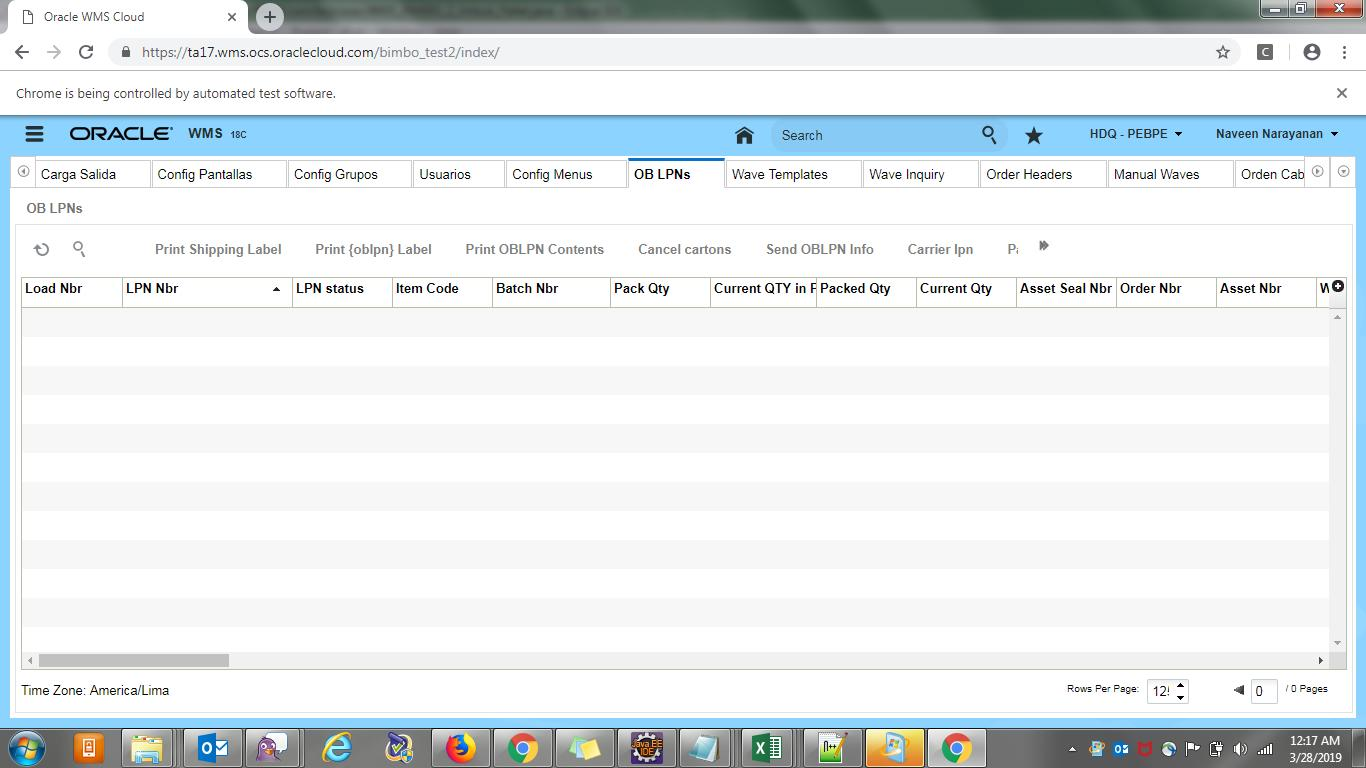 Oracle WMS Cloud
https://ta17.wms.ocs.oraclecloud.com/bimbo_test2/index/
C
Chrome is being controlled by automated test software.
ORACLE WMS 18C Search HDQ - PEBPE Naveen Narayanan
Carga Salida Config Pantallas Config Grupos Usuarios Config Menus OB LPNs Wave Templates Wave Inquiry Order Headers Manual Waves Orden Cab
OB LPNs
Print Shipping Label Print {oblpn} Label Print OBLPN Contents Cancel cartons Send OBLPN Info Carrier lpn
Load Nbr LPN Nbr LPN status Item Code Batch Nbr Pack Qty Current QTY in Packed Qty Current Qty Asset Seal Nbr Order Nbr Asset Nbr W
Time Zone: America/Lima Rows Per Page: 0 / 0 Pages
Java EE
IDE
12:17 AM
3/28/2019